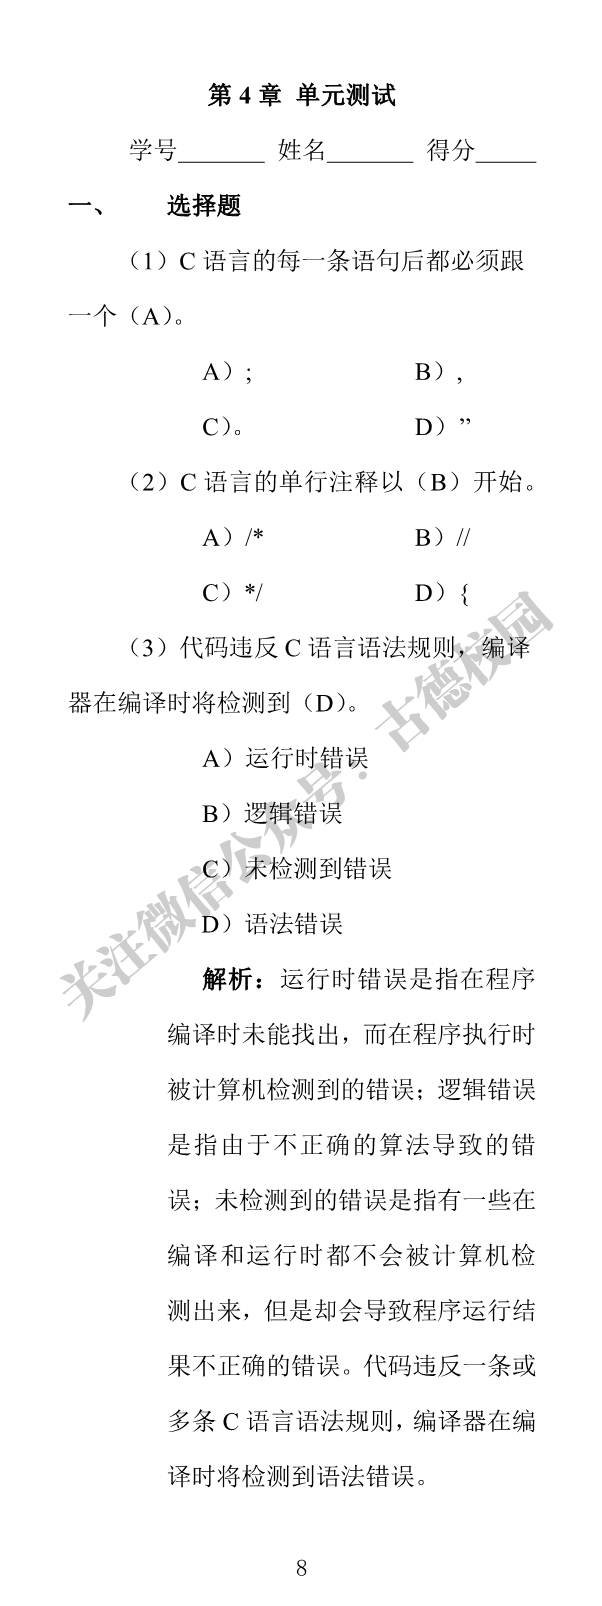 第 4 章 单元测试
学号_______ 姓名_______ 得分_____
一、 选择题
（1）C 语言的每一条语句后都必须跟
一个（A）。
A）; B）,
C）。 D）”
（2）C 语言的单行注释以（B）开始。
A）/* B）//
C）*/ D）{
（3）代码违反 C 语言语法规则，编译
器在编译时将检测到（D）。
A）运行时错误
B）逻辑错误
C）未检测到错误
D）语法错误
解析：运行时错误是指在程序
编译时未能找出，而在程序执行时
被计算机检测到的错误；逻辑错误
是指由于不正确的算法导致的错
误；未检测到的错误是指有一些在
编译和运行时都不会被计算机检
测出来，但是却会导致程序运行结
果不正确的错误。代码违反一条或
多条 C 语言语法规则，编译器在编
译时将检测到语法错误。
关注微信公众号：古德校园
8